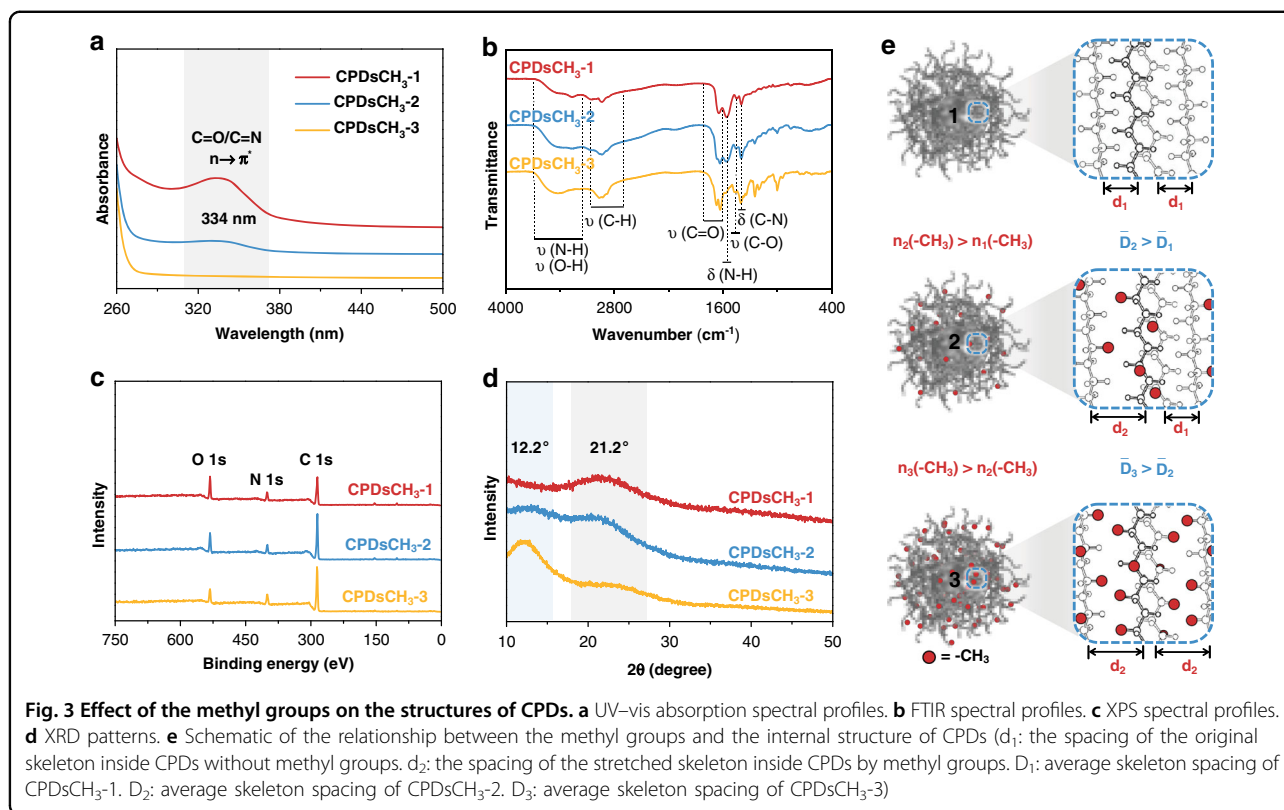 a
CPDsCH₃-1
CPDsCH₃-2
CPDsCH₃-3
C=O/C=N
n→π*
334 nm
Absorbance
260 320 380 440 500
Wavelength (nm)
b
CPDsCH₃-1
CPDsCH₃-2
CPDsCH₃-3
Transmittance
υ (N-H)
υ (O-H)
υ (C-H)
υ (C=O)
δ (C-N)
υ (C-O)
δ (N-H)
4000 2800 1600 400
Wavenumber (cm⁻¹)
c
O 1s
N 1s
C 1s
CPDsCH₃-1
CPDsCH₃-2
CPDsCH₃-3
Intensity
750 600 450 300 150 0
Binding energy (eV)
d
12.2°
21.2°
CPDsCH₃-1
CPDsCH₃-2
CPDsCH₃-3
Intensity
10 20 30 40 50
2θ (degree)
e
1
d₁ d₁
n₂(-CH₃) > n₁(-CH₃)
D̄₂ > D̄₁
2
d₂ d₁
n₃(-CH₃) > n₂(-CH₃)
D̄₃ > D̄₂
3
= -CH₃
d₂ d₂
Fig. 3 Effect of the methyl groups on the structures of CPDs. a UV–vis absorption spectral profiles. b FTIR spectral profiles. c XPS spectral profiles.
d XRD patterns. e Schematic of the relationship between the methyl groups and the internal structure of CPDs (d₁: the spacing of the original
skeleton inside CPDs without methyl groups. d₂: the spacing of the stretched skeleton inside CPDs by methyl groups. D₁: average skeleton spacing of
CPDsCH₃-1. D₂: average skeleton spacing of CPDsCH₃-2. D₃: average skeleton spacing of CPDsCH₃-3)